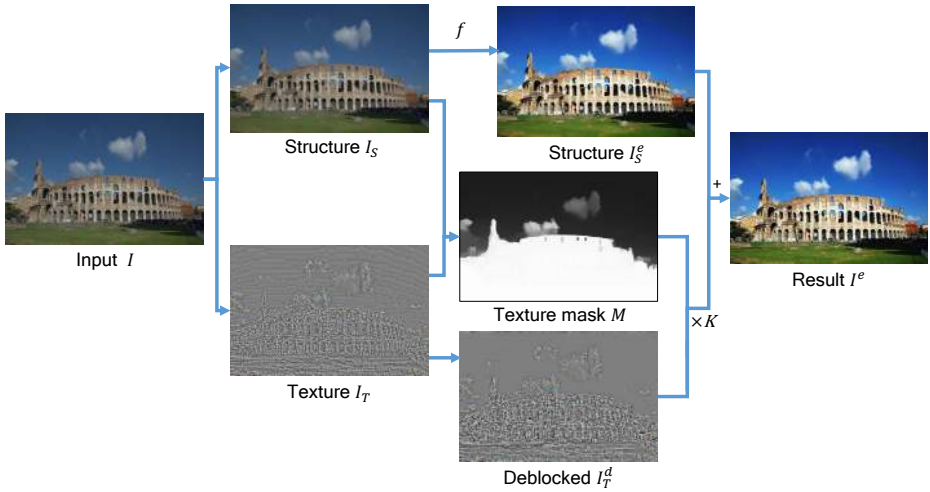 f
Structure I_S
Structure I_S^e
Input I
+
Result I^e
Texture mask M
×K
Texture I_T
Deblocked I_T^d